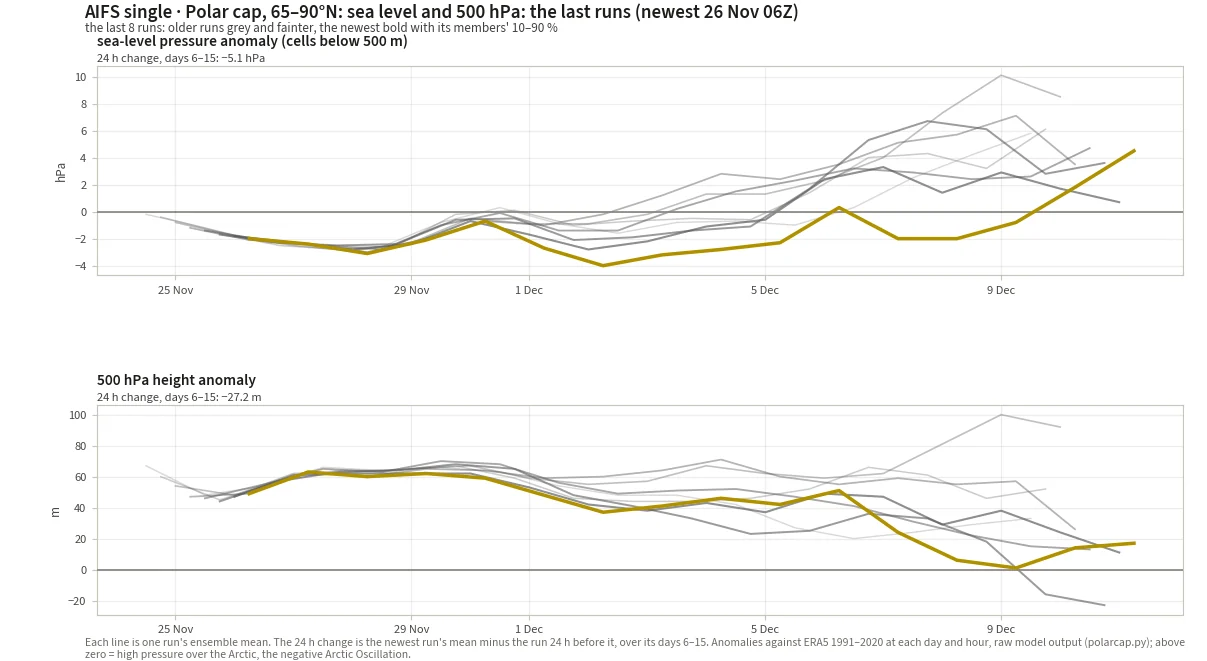 AIFS single · Polar cap, 65–90°N: sea level and 500 hPa: the last runs (newest 26 Nov 06Z)
the last 8 runs: older runs grey and fainter, the newest bold with its members' 10–90 %
sea-level pressure anomaly (cells below 500 m)
24 h change, days 6–15: −5.1 hPa
10
8
6
4
2
0
−2
−4
hPa
25 Nov
29 Nov
1 Dec
5 Dec
9 Dec
500 hPa height anomaly
24 h change, days 6–15: −27.2 m
100
80
60
40
20
0
−20
m
25 Nov
29 Nov
1 Dec
5 Dec
9 Dec
Each line is one run's ensemble mean. The 24 h change is the newest run's mean minus the run 24 h before it, over its days 6–15. Anomalies against ERA5 1991–2020 at each day and hour, raw model output (polarcap.py); above
zero = high pressure over the Arctic, the negative Arctic Oscillation.